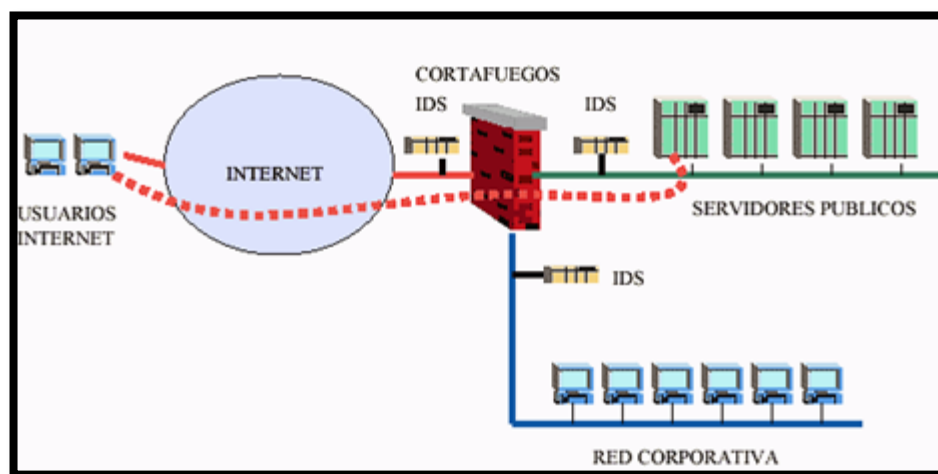 CORTAFUEGOS
IDS
IDS
INTERNET
USUARIOS
INTERNET
SERVIDORES PUBLICOS
IDS
RED CORPORATIVA